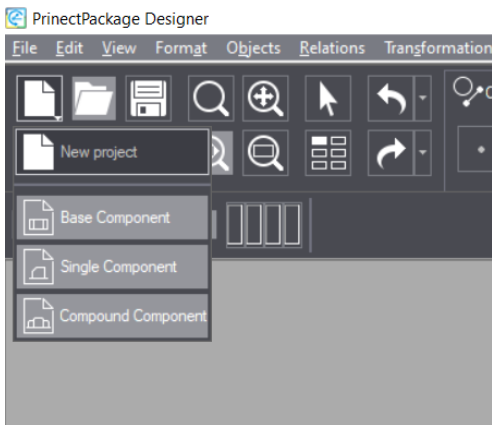 PrinectPackage Designer
File Edit View Format Objects Relations Transformation
New project
Base Component
Single Component
Compound Component